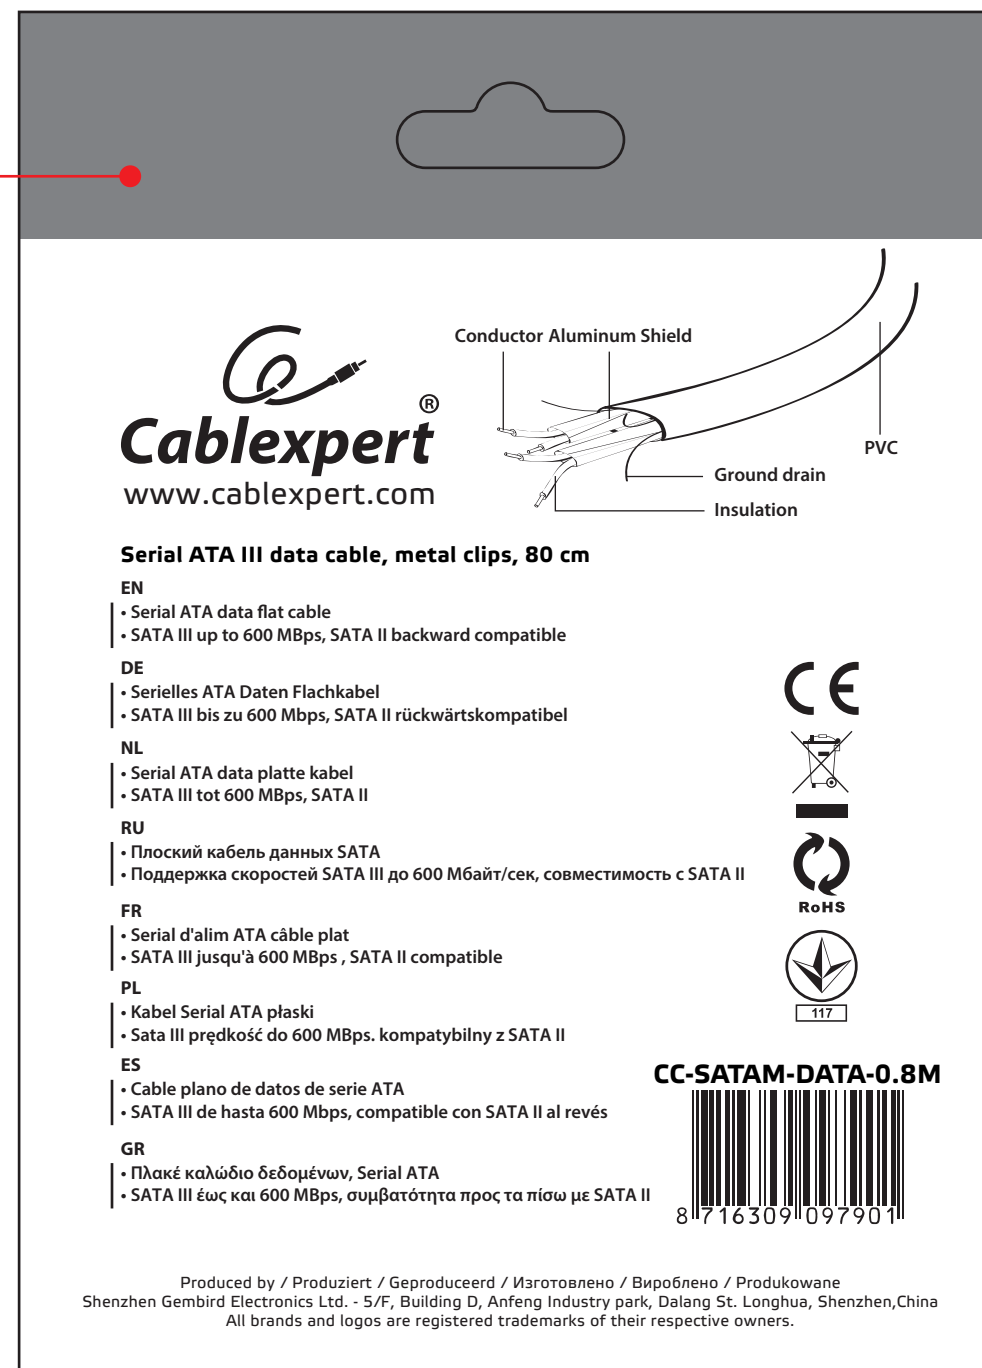 Conductor Aluminum Shield
PVC
Ground drain
Insulation
Cablexpert®
www.cablexpert.com
Serial ATA III data cable, metal clips, 80 cm
EN
• Serial ATA data flat cable
• SATA III up to 600 MBps, SATA II backward compatible
DE
• Serielles ATA Daten Flachkabel
• SATA III bis zu 600 Mbps, SATA II rückwärtskompatibel
NL
• Serial ATA data platte kabel
• SATA III tot 600 MBps, SATA II
RU
• Плоский кабель данных SATA
• Поддержка скоростей SATA III до 600 Мбайт/сек, совместимость с SATA II
FR
• Serial d'alim ATA câble plat
• SATA III jusqu'à 600 MBps , SATA II compatible
PL
• Kabel Serial ATA płaski
• Sata III prędkość do 600 MBps. kompatybilny z SATA II
ES
• Cable plano de datos de serie ATA
• SATA III de hasta 600 Mbps, compatible con SATA II al revés
GR
• Πλακέ καλώδιο δεδομένων, Serial ATA
• SATA III έως και 600 MBps, συμβατότητα προς τα πίσω με SATA II
CE
RoHS
117
CC-SATAM-DATA-0.8M
8 716309 097901
Produced by / Produziert / Geproduceerd / Изготовлено / Вироблено / Produkowane
Shenzhen Gembird Electronics Ltd. - 5/F, Building D, Anfeng Industry park, Dalang St. Longhua, Shenzhen,China
All brands and logos are registered trademarks of their respective owners.